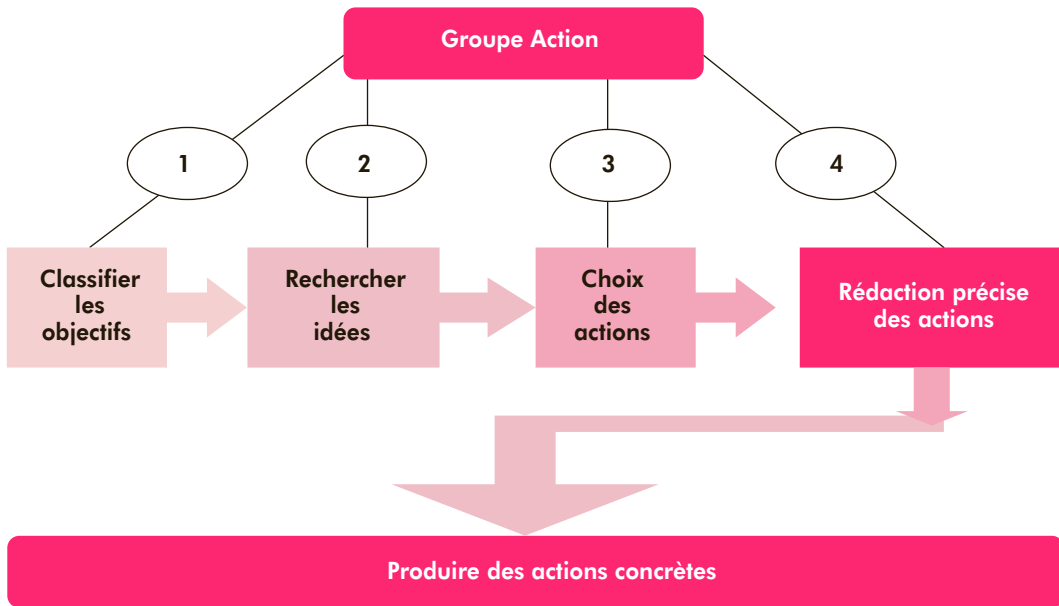 Groupe Action
1
2
3
4
Classifier
les
objectifs
Rechercher
les
idées
Choix
des
actions
Rédaction précise
des actions
Produire des actions concrètes